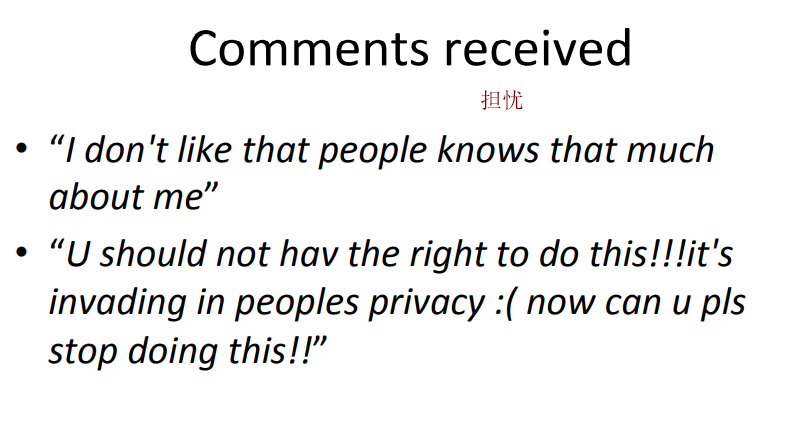 Comments received
担忧
• “I don't like that people knows that much
about me”
• “U should not hav the right to do this!!!it's
invading in peoples privacy :( now can u pls
stop doing this!!”